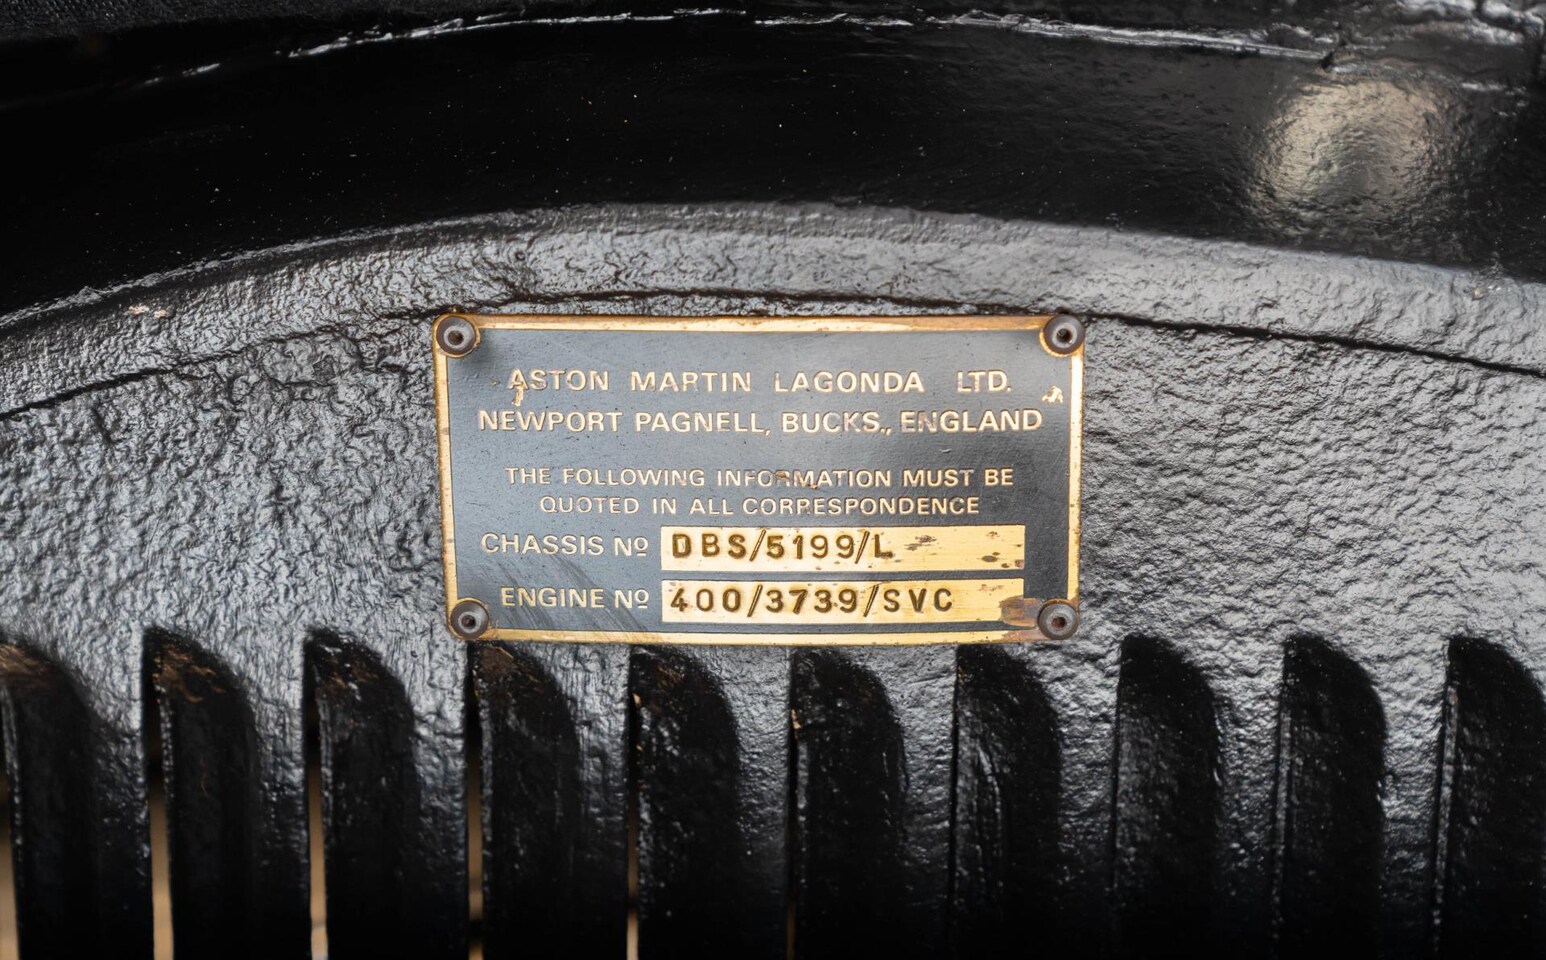 ASTON MARTIN LAGONDA LTD.
NEWPORT PAGNELL, BUCKS., ENGLAND
THE FOLLOWING INFORMATION MUST BE
QUOTED IN ALL CORRESPONDENCE
CHASSIS Nº DBS/5199/L
ENGINE Nº 400/3739/SVC